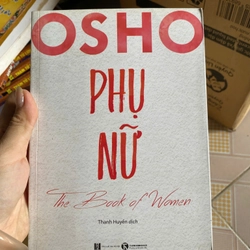 OSHO
PHỤ
NỮ
The Book of Women
Thanh Huyền dịch